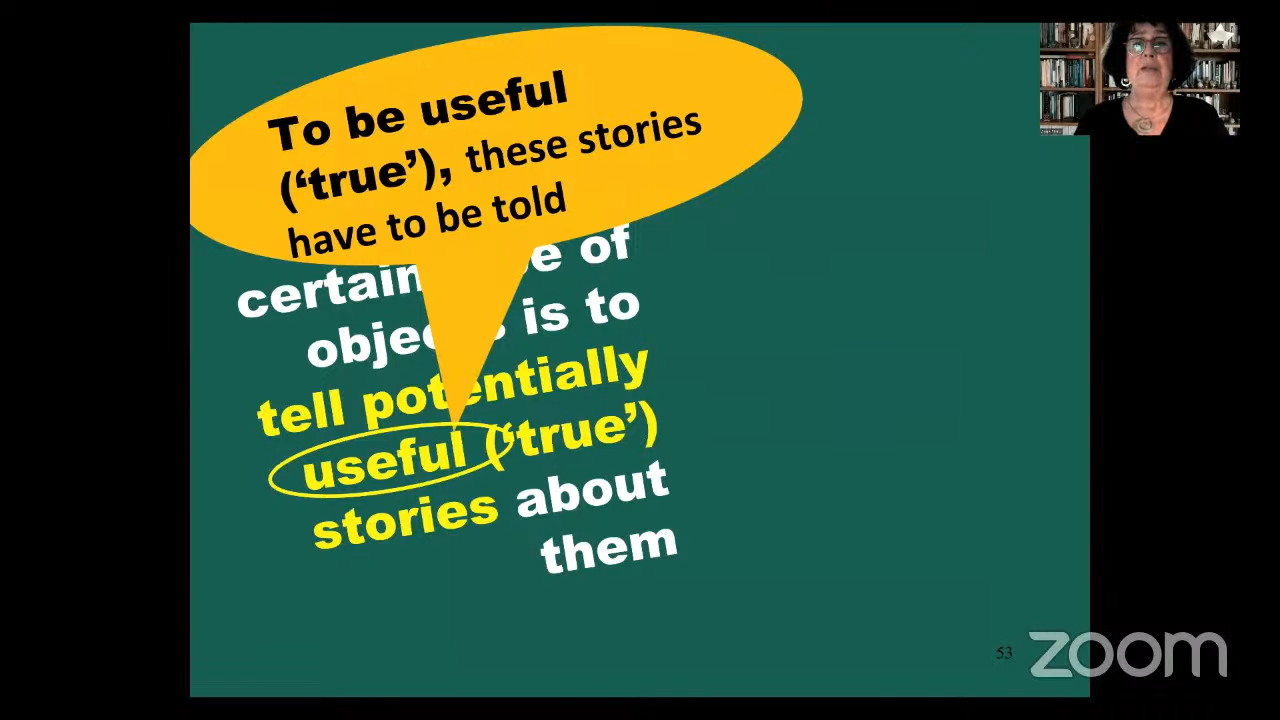 To be useful
(‘true’), these stories
have to be told
certain of
is to
tell potentially
useful (‘true’)
stories about
them
53
zoom